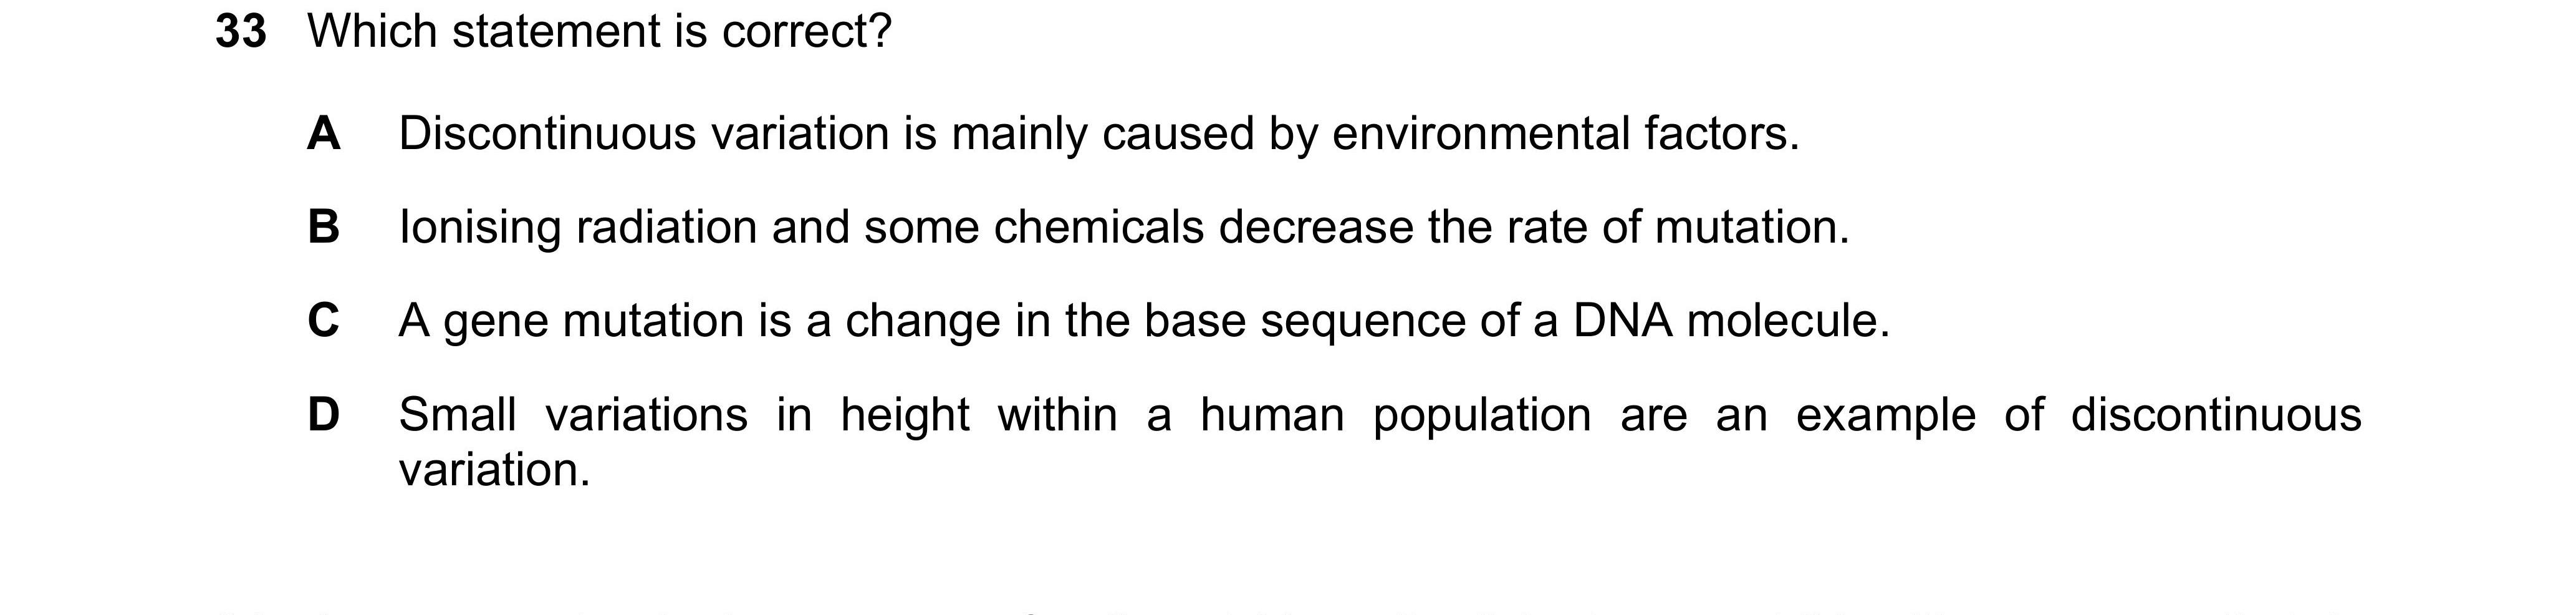 33 Which statement is correct?
A Discontinuous variation is mainly caused by environmental factors.
B Ionising radiation and some chemicals decrease the rate of mutation.
C A gene mutation is a change in the base sequence of a DNA molecule.
D Small variations in height within a human population are an example of discontinuous
variation.